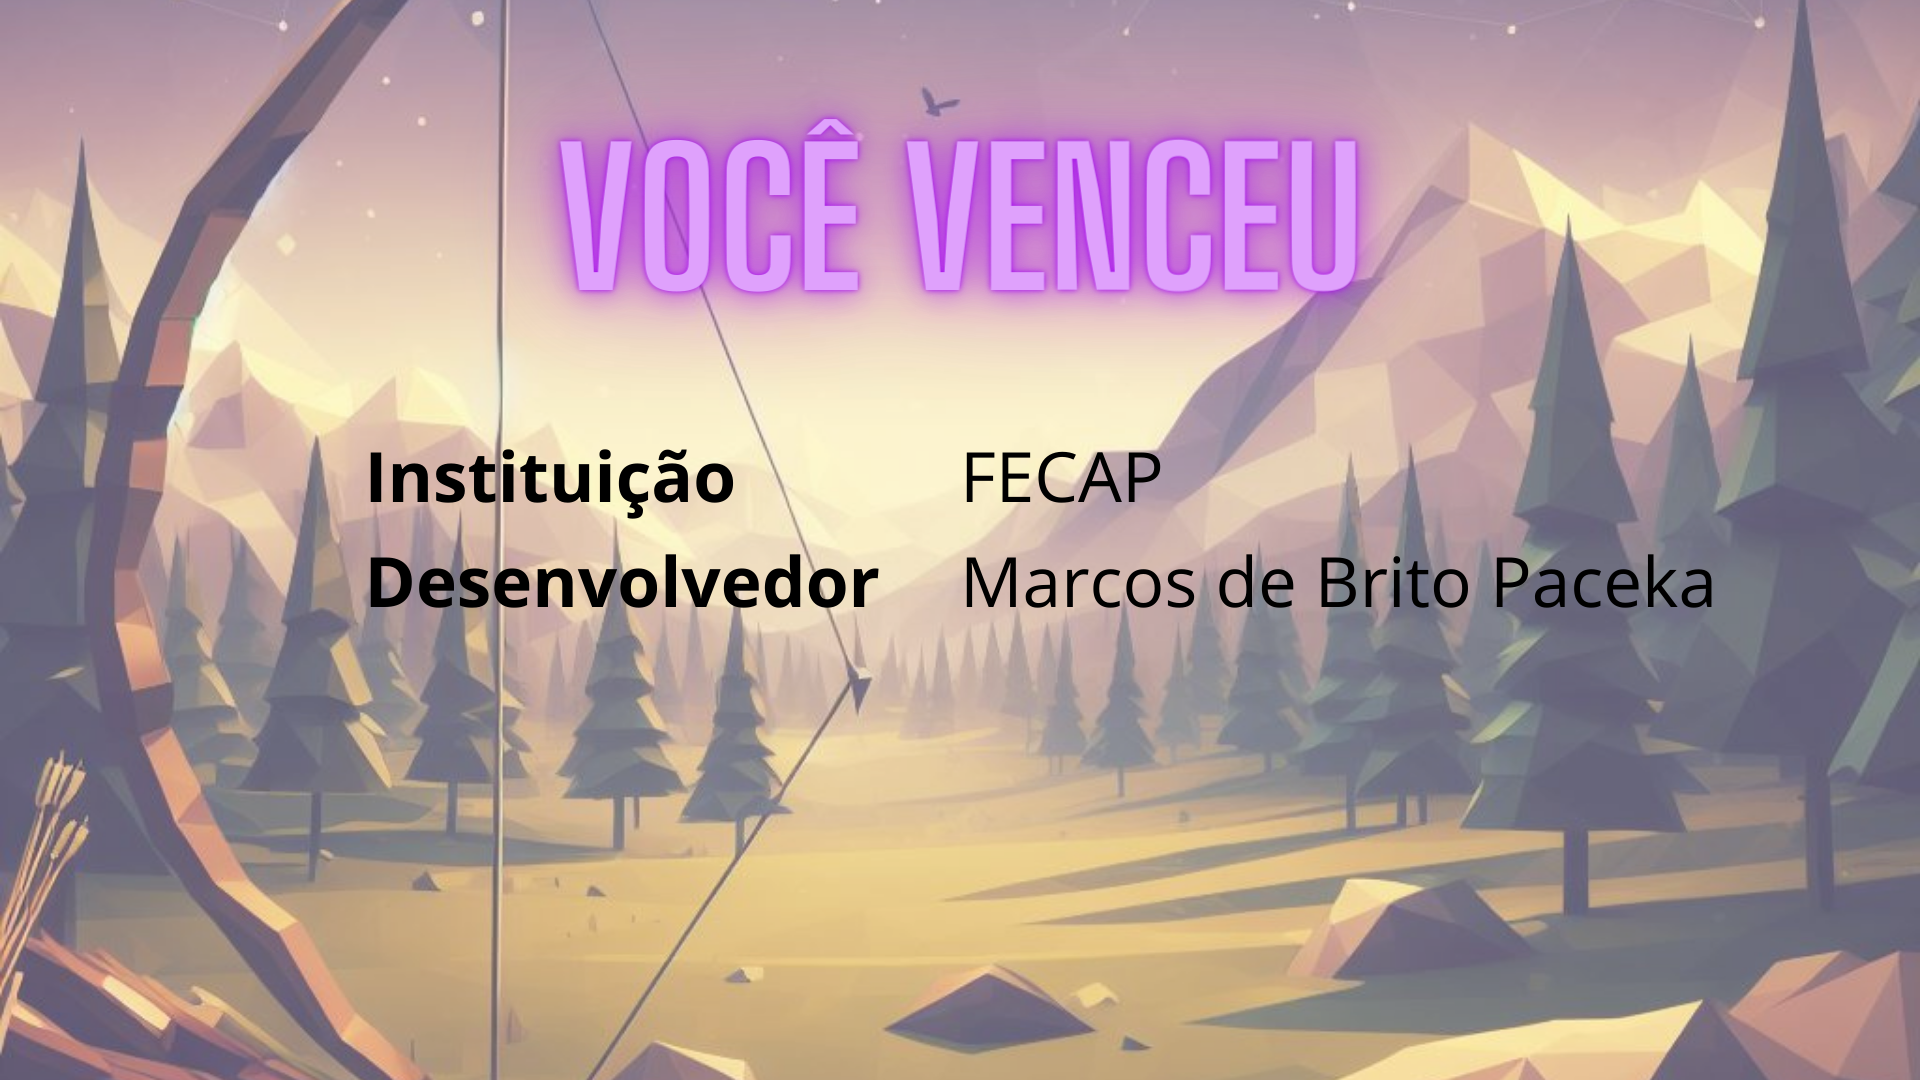 VOCÊ VENCEU
Instituição FECAP
Desenvolvedor Marcos de Brito Paceka